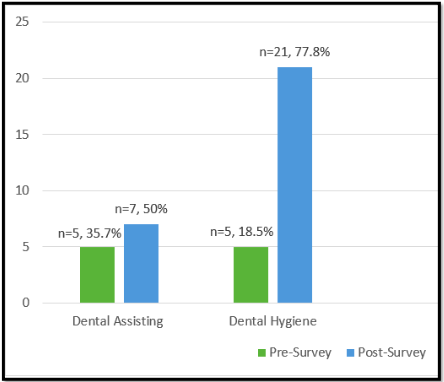 25
n=21, 77.8%
20
15
10
n=7, 50%
n=5, 35.7%
n=5, 18.5%
5
0
Dental Assisting Dental Hygiene
Pre-Survey Post-Survey